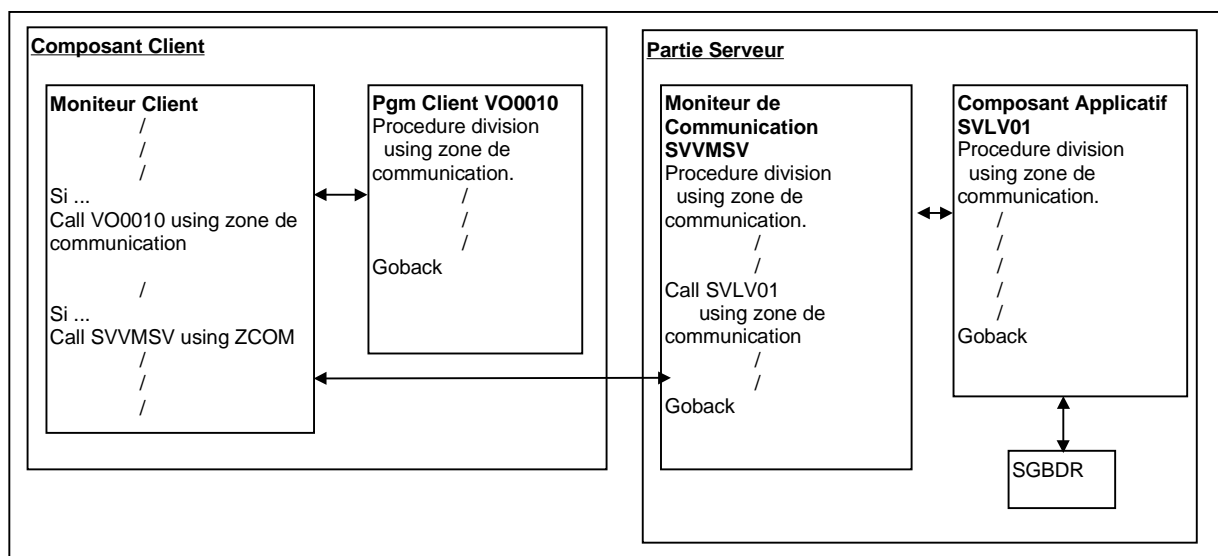 Composant Client
Moniteur Client
/
/
/
Si ...
Call VO0010 using zone de
communication
/
Si ...
Call SVVMSV using ZCOM
/
/
/
Pgm Client VO0010
Procedure division
using zone de
communication.
/
/
/
Goback
Partie Serveur
Moniteur de
Communication
SVVMSV
Procedure division
using zone de
communication.
/
/
Call SVLV01
using zone de
communication
/
/
Goback
Composant Applicatif
SVLV01
Procedure division
using zone de
communication.
/
/
/
/
/
Goback
SGBDR